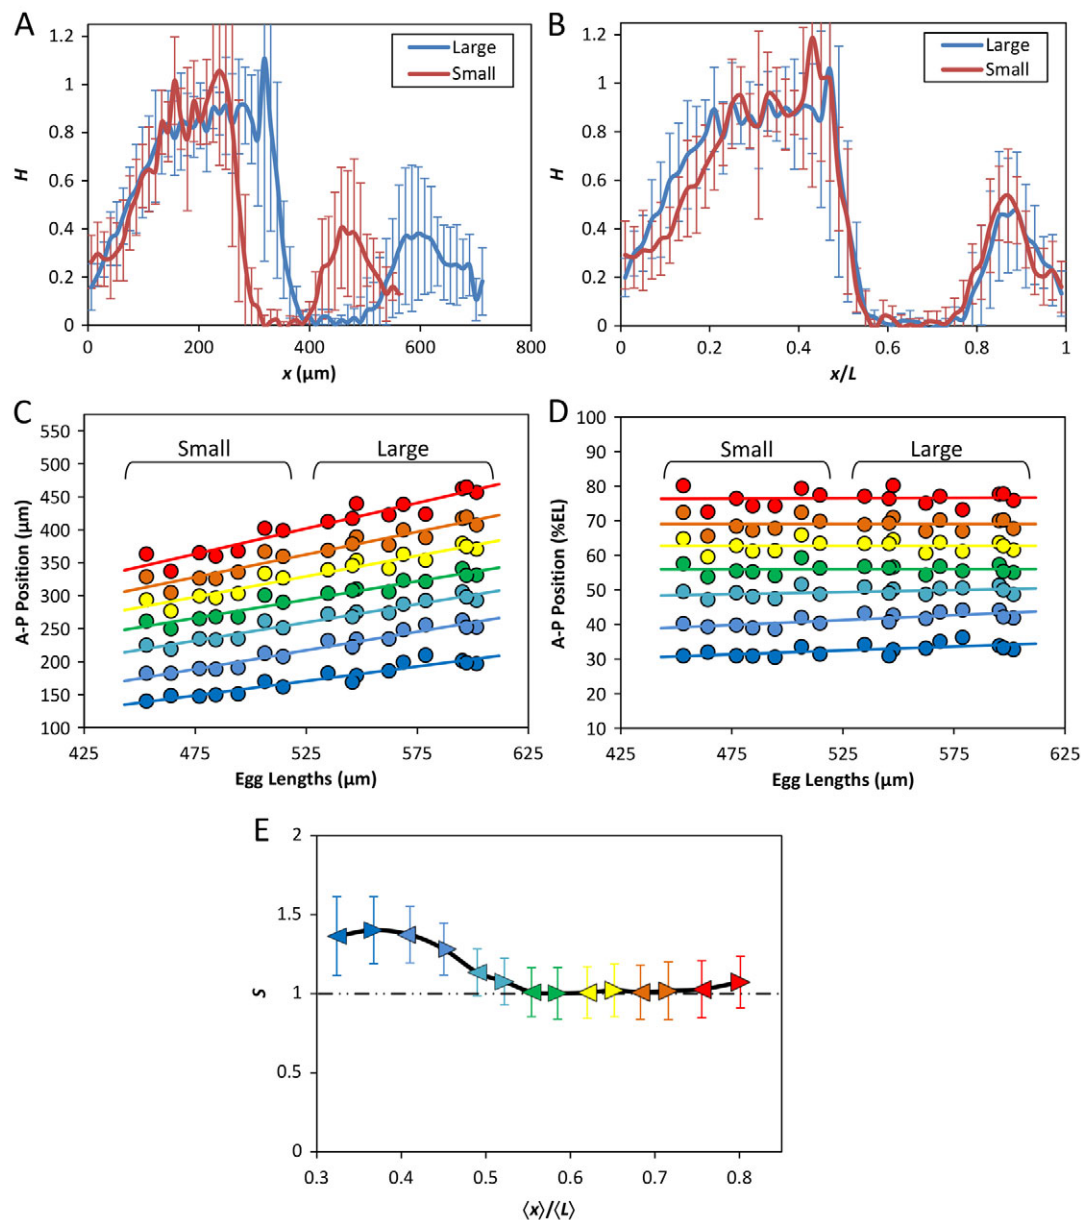 A
1.2
1
0.8
0.6
0.4
0.2
0
H
Large
Small
0
200
400
600
800
x (μm)
B
1.2
1
0.8
0.6
0.4
0.2
0
H
Large
Small
0
0.2
0.4
0.6
0.8
1
x/L
C
550
500
450
400
350
300
250
200
150
100
A-P Position (μm)
Small
Large
425
475
525
575
625
Egg Lengths (μm)
D
100
90
80
70
60
50
40
30
20
10
A-P Position (%EL)
Small
Large
425
475
525
575
625
Egg Lengths (μm)
E
2
1.5
1
0.5
0
S
0.3
0.4
0.5
0.6
0.7
0.8
⟨x⟩/⟨L⟩